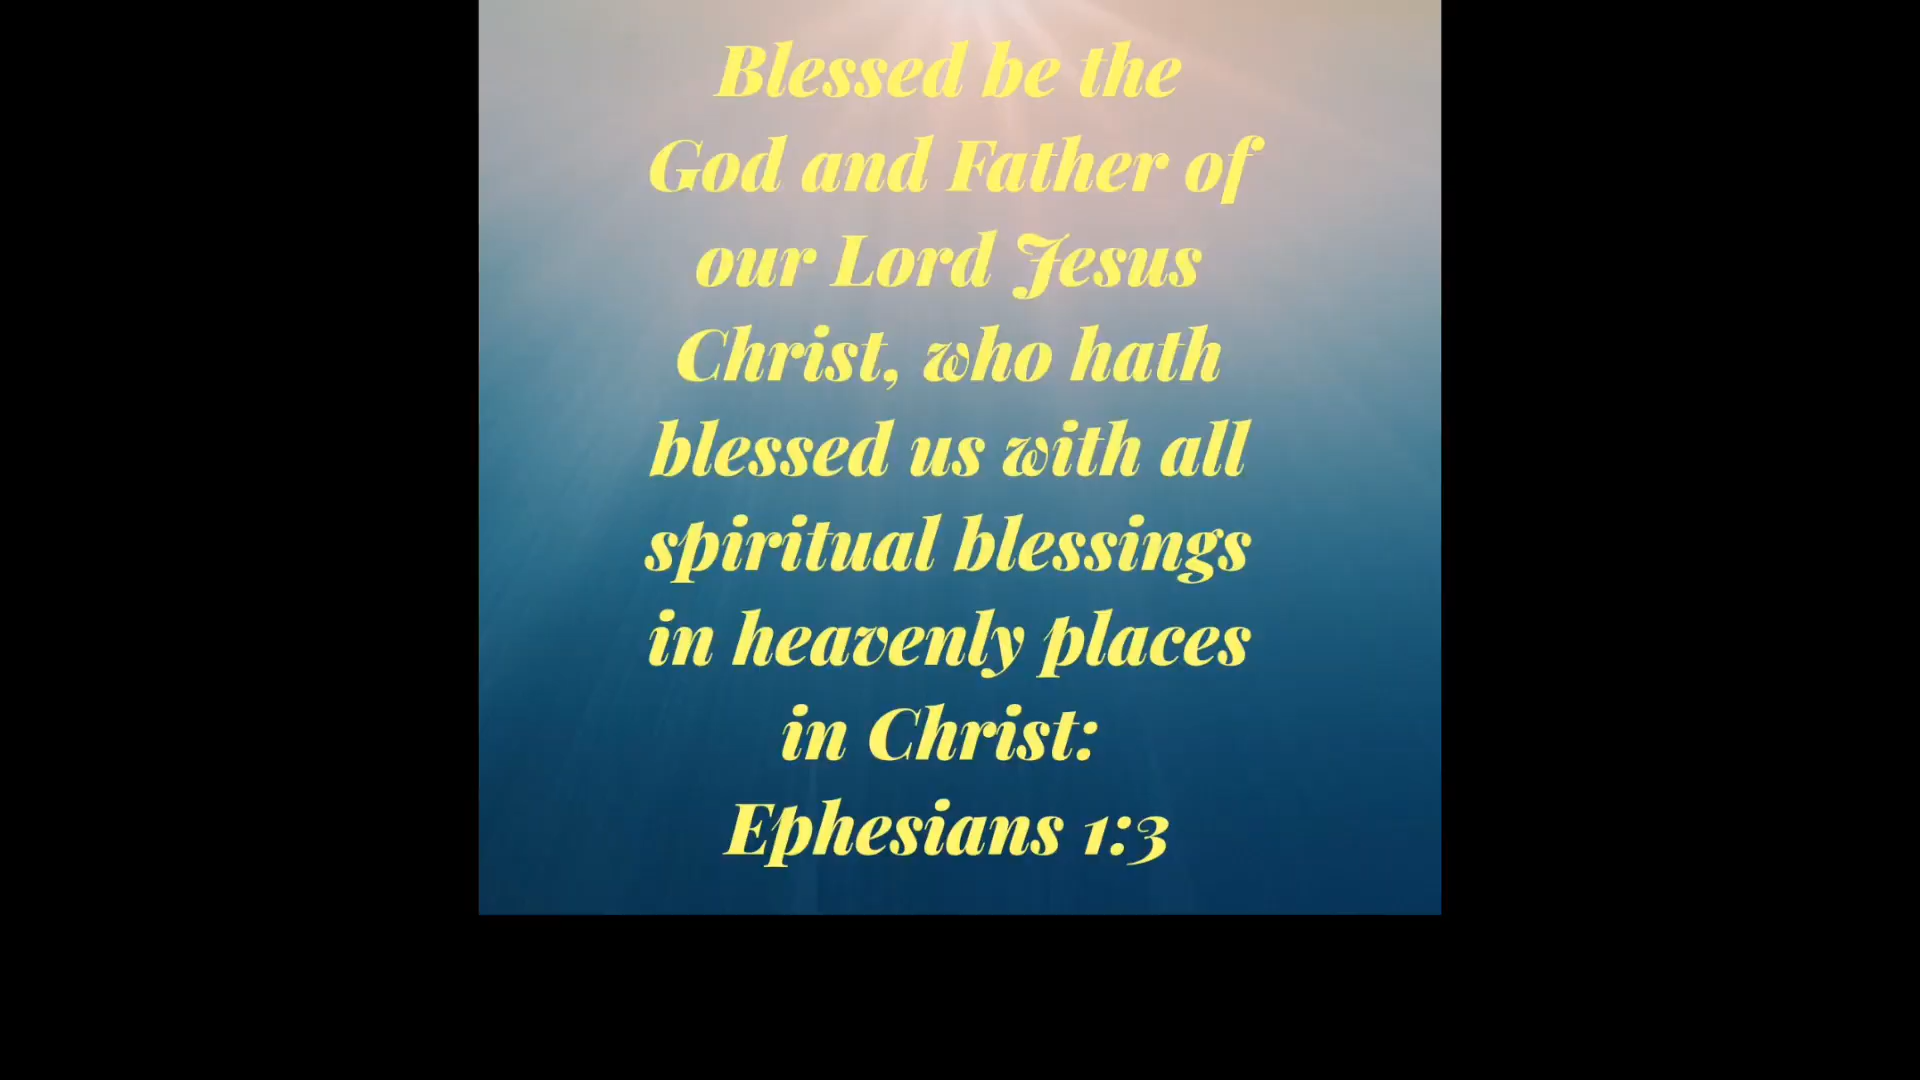 Blessed be the
God and Father of
our Lord Jesus
Christ, who hath
blessed us with all
spiritual blessings
in heavenly places
in Christ:
Ephesians 1:3